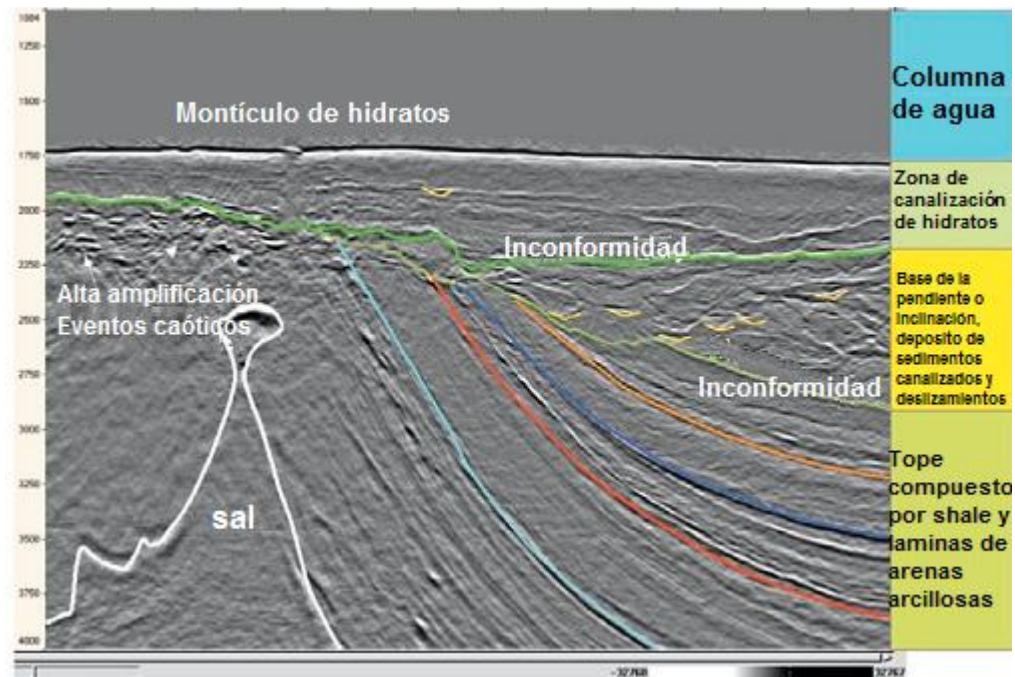 1004
1250
1500
1750
2000
2250
2500
2750
3000
3250
3500
3750
4000
Montículo de hidratos
Inconformidad
Alta amplificación
Eventos caóticos
Inconformidad
sal
Columna
de agua
Zona de
canalización
de hidratos
Base de la
pendiente o
inclinación,
deposito de
sedimentos
canalizados y
deslizamientos
Tope
compuesto
por shale y
laminas de
arenas
arcillosas
-32768
32767